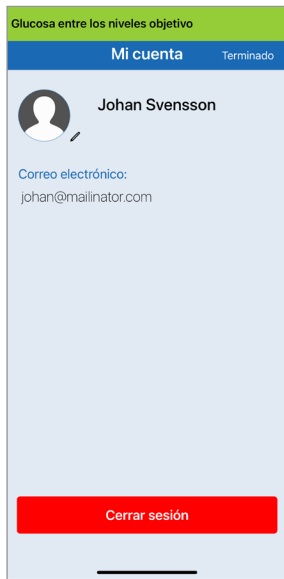 Glucosa entre los niveles objetivo
Mi cuenta
Terminado
Johan Svensson
Correo electrónico:
johan@mailinator.com
Cerrar sesión